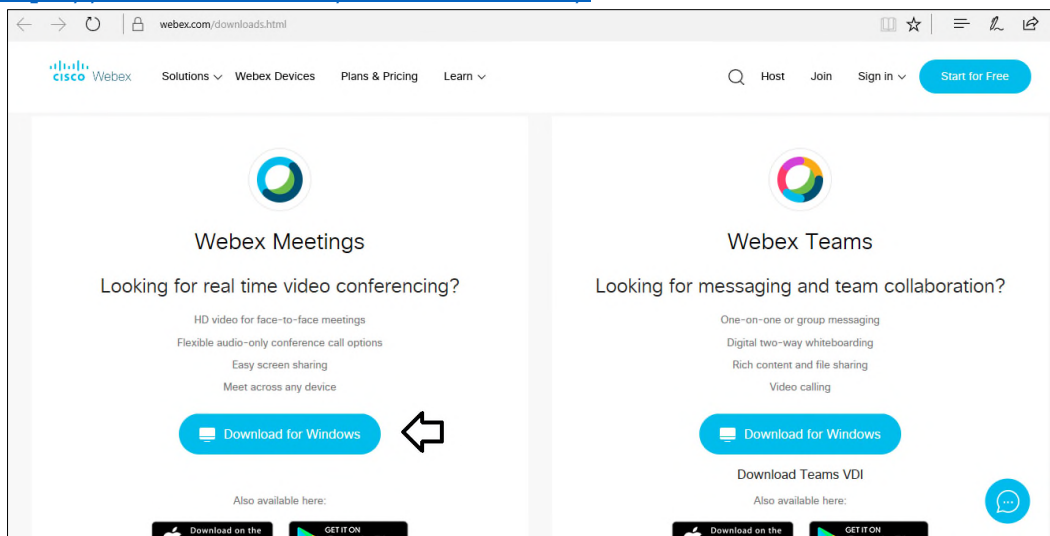 webex.com/downloads.html
CISCO Webex Solutions Webex Devices Plans & Pricing Learn Host Join Sign in Start for Free
Webex Meetings
Looking for real time video conferencing?
HD video for face-to-face meetings
Flexible audio-only conference call options
Easy screen sharing
Meet across any device
Download for Windows
Also available here:
Download on the
GET IT ON
Webex Teams
Looking for messaging and team collaboration?
One-on-one or group messaging
Digital two-way whiteboarding
Rich content and file sharing
Video calling
Download for Windows
Download Teams VDI
Also available here:
Download on the
GET IT ON